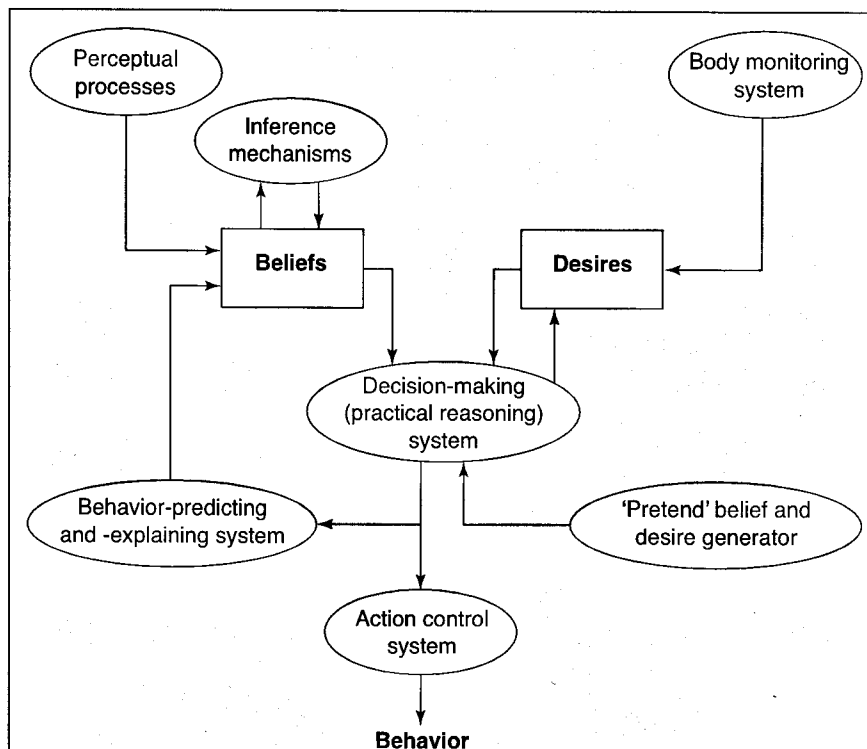 Perceptual
processes
Body monitoring
system
Inference
mechanisms
Beliefs
Desires
Decision-making
(practical reasoning)
system
Behavior-predicting
and -explaining system
'Pretend' belief and
desire generator
Action control
system
Behavior